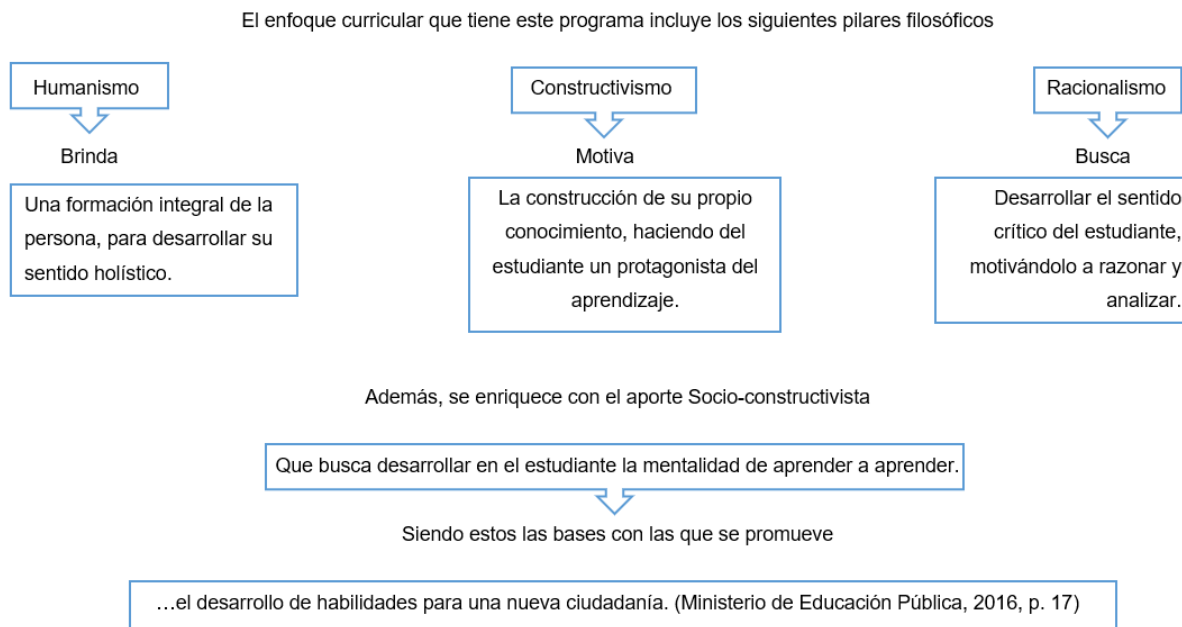 El enfoque curricular que tiene este programa incluye los siguientes pilares filosóficos
Humanismo
Brinda
Una formación integral de la
persona, para desarrollar su
sentido holístico.
Constructivismo
Motiva
La construcción de su propio
conocimiento, haciendo del
estudiante un protagonista del
aprendizaje.
Racionalismo
Busca
Desarrollar el sentido
crítico del estudiante,
motivándolo a razonar y
analizar.
Además, se enriquece con el aporte Socio-constructivista
Que busca desarrollar en el estudiante la mentalidad de aprender a aprender.
Siendo estos las bases con las que se promueve
…el desarrollo de habilidades para una nueva ciudadanía. (Ministerio de Educación Pública, 2016, p. 17)